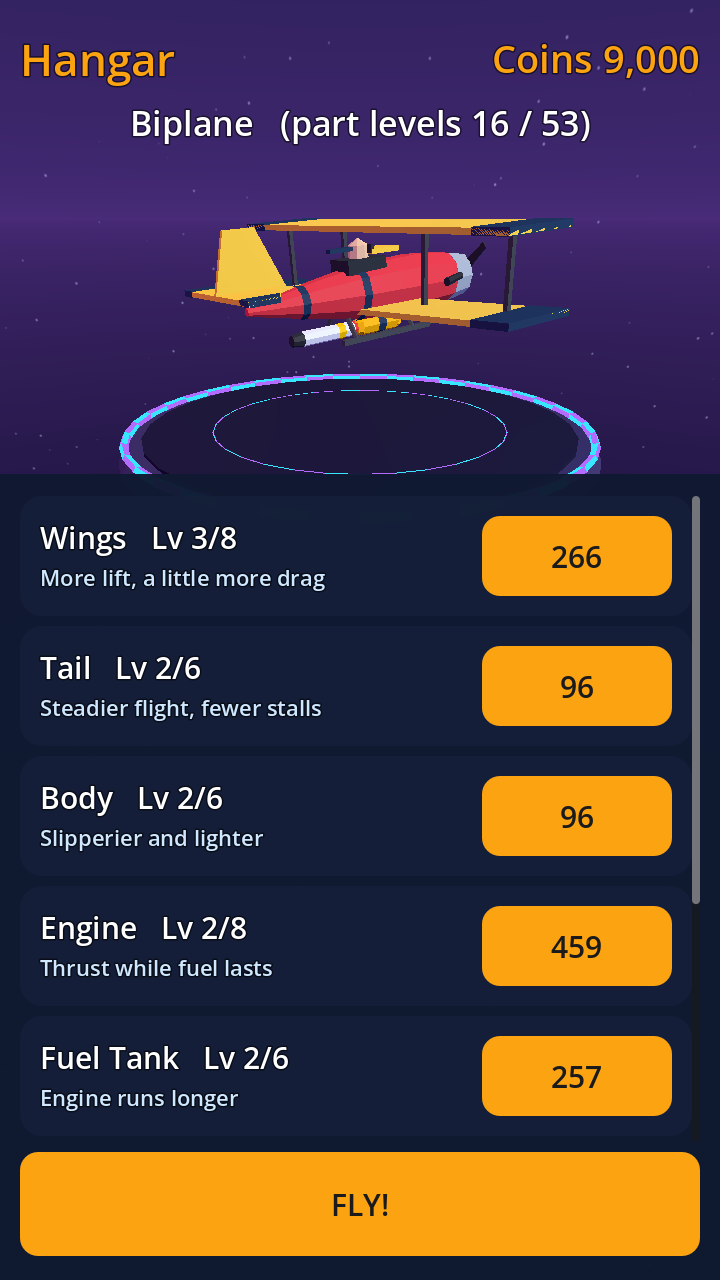 Hangar
Coins 9,000
Biplane (part levels 16 / 53)
Wings Lv 3/8
More lift, a little more drag
266
Tail Lv 2/6
Steadier flight, fewer stalls
96
Body Lv 2/6
Slipperier and lighter
96
Engine Lv 2/8
Thrust while fuel lasts
459
Fuel Tank Lv 2/6
Engine runs longer
257
FLY!